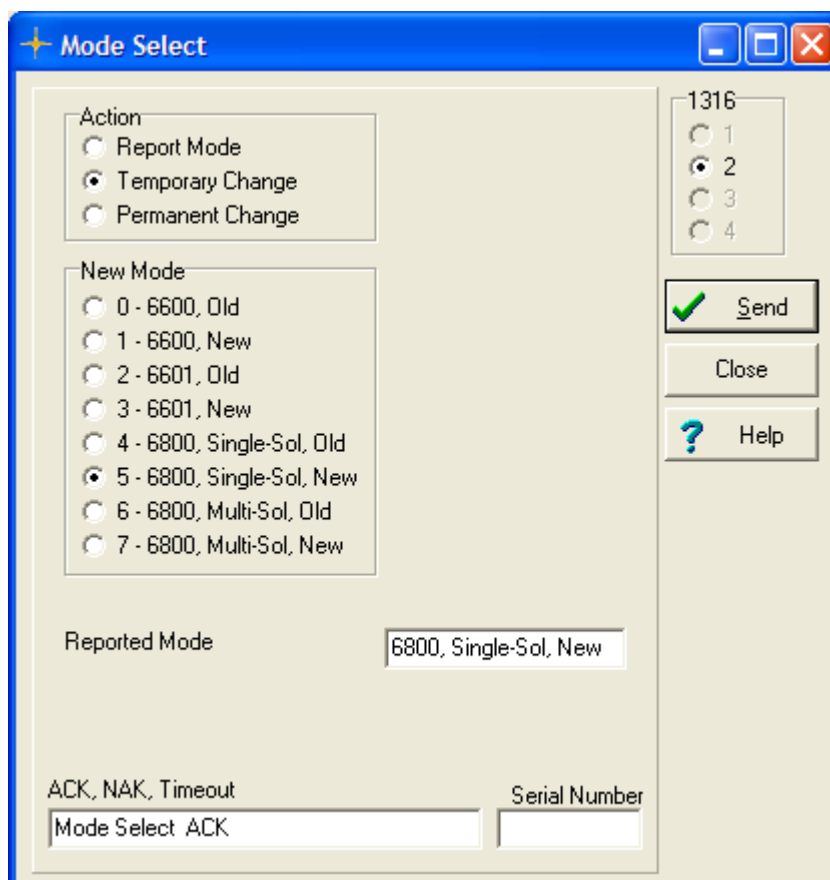 Mode Select
Action
Report Mode
Temporary Change
Permanent Change
New Mode
0 - 6600, Old
1 - 6600, New
2 - 6601, Old
3 - 6601, New
4 - 6800, Single-Sol, Old
5 - 6800, Single-Sol, New
6 - 6800, Multi-Sol, Old
7 - 6800, Multi-Sol, New
Reported Mode
6800, Single-Sol, New
ACK, NAK, Timeout
Serial Number
Mode Select ACK
1316
1
2
3
4
Send
Close
Help